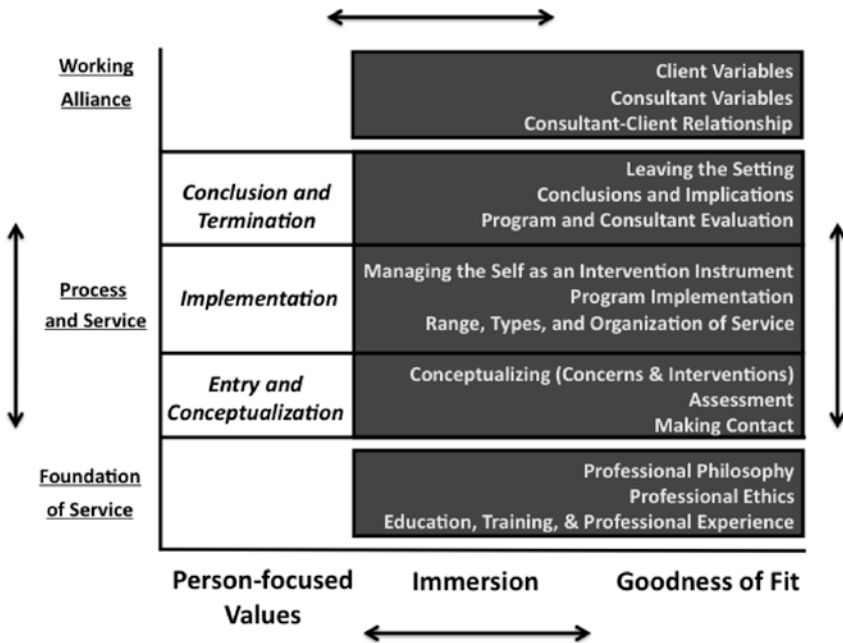 Working
Alliance
Client Variables
Consultant Variables
Consultant-Client Relationship
Conclusion and
Termination
Leaving the Setting
Conclusions and Implications
Program and Consultant Evaluation
Process
and Service
Implementation
Managing the Self as an Intervention Instrument
Program Implementation
Range, Types, and Organization of Service
Entry and
Conceptualization
Conceptualizing (Concerns & Interventions)
Assessment
Making Contact
Foundation
of Service
Professional Philosophy
Professional Ethics
Education, Training, & Professional Experience
Person-focused
Values
Immersion
Goodness of Fit